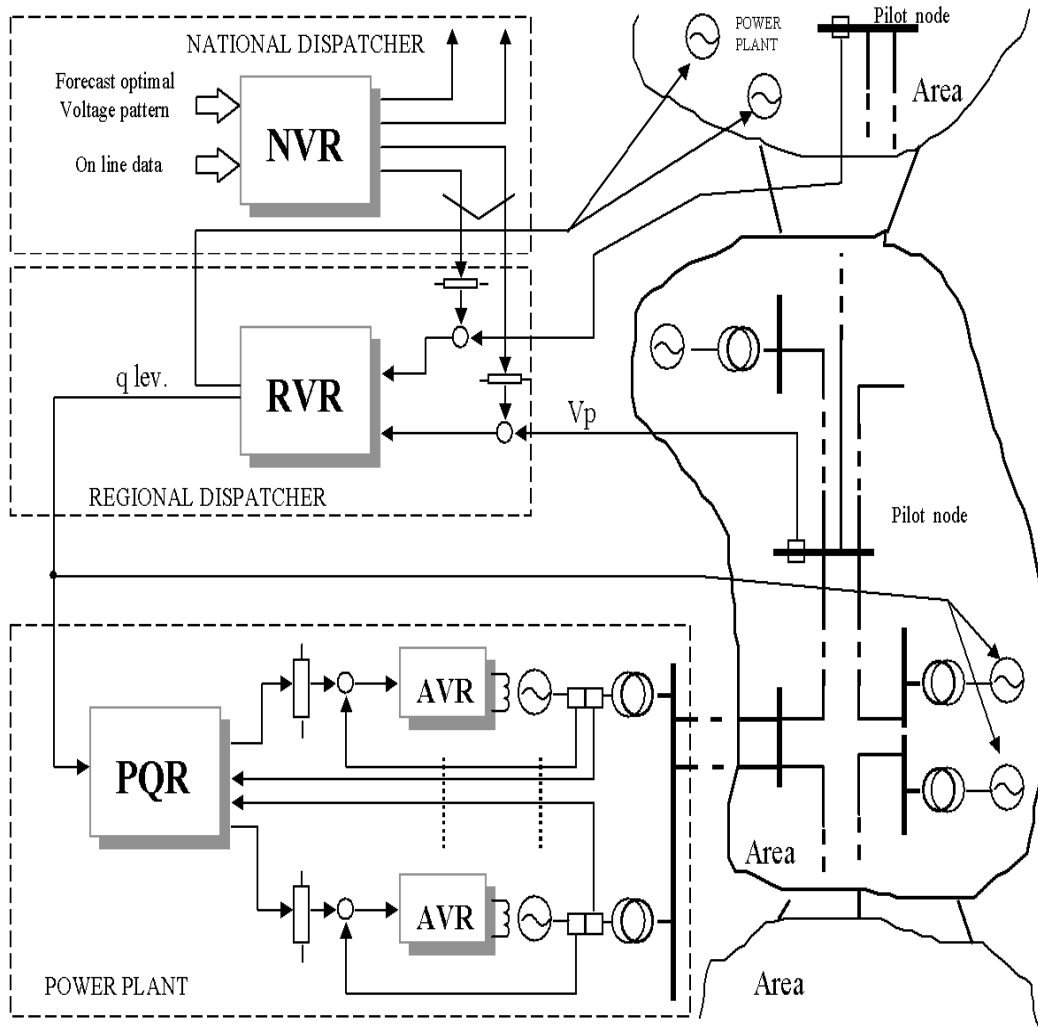 NATIONAL DISPATCHER
Forecast optimal
Voltage pattern
On line data
NVR
POWER
PLANT
Pilot node
Area
q lev.
RVR
Vp
REGIONAL DISPATCHER
Pilot node
PQR
AVR
AVR
POWER PLANT
Area
Area